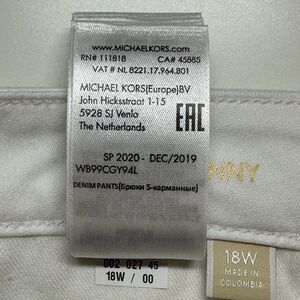 www.MICHAELKORS.com
RN# 111818 CA# 45885
VAT # NL 8221.17.964.B01
MICHAEL KORS(Europe)BV
John Hicksstraat 1-15
5928 SJ Venlo
The Netherlands
EAC
SP 2020- DEC/2019
WB99CGY94L
DENIM PANTS(Брюки 5-карманные)
NNY
002 027 45
18W / 00
18W
MADE IN
COLOMBIA